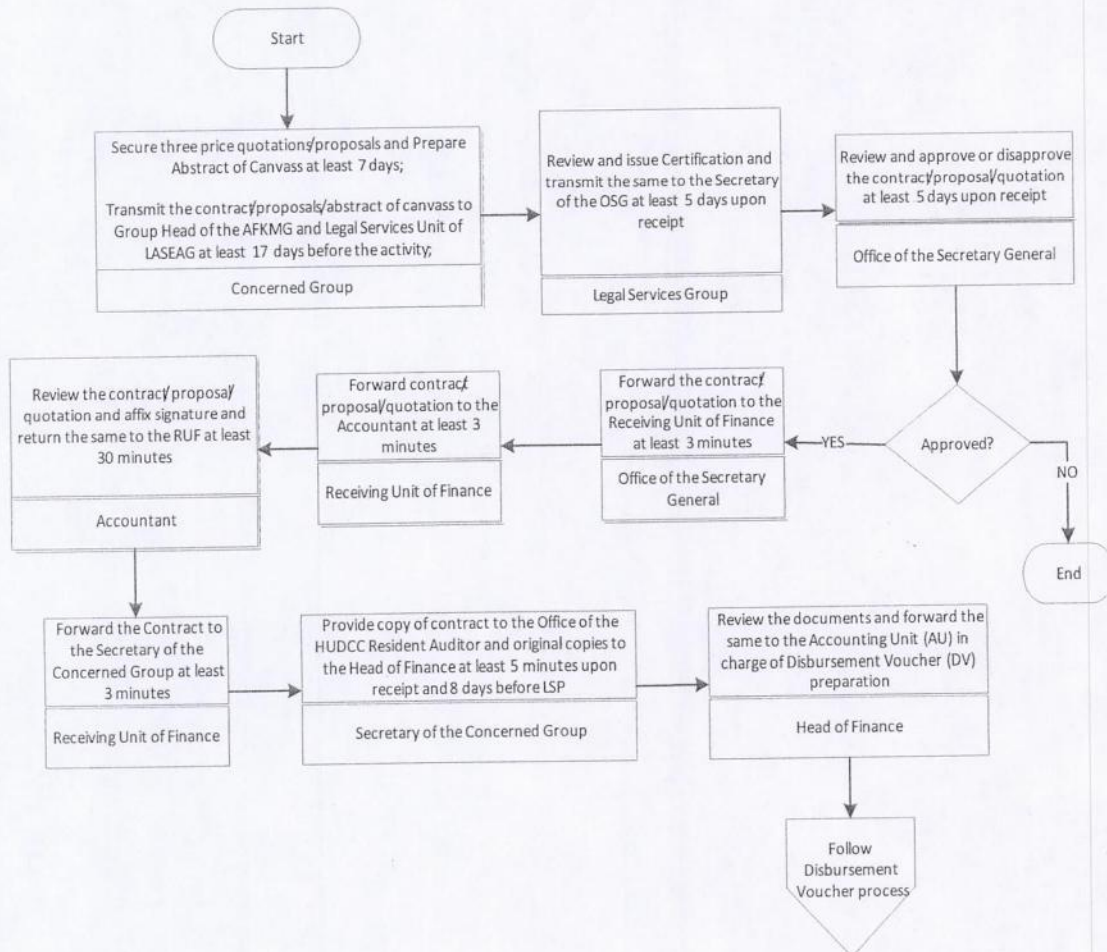 Start
Secure three price quotations/proposals and Prepare
Abstract of Canvass at least 7 days;
Transmit the contract/proposals/abstract of canvass to
Group Head of the AFKMG and Legal Services Unit of
LASEAG at least 17 days before the activity;
Concerned Group
Review and issue Certification and
transmit the same to the Secretary
of the OSG at least 5 days upon
receipt
Legal Services Group
Review and approve or disapprove
the contract/proposal/quotation
at least 5 days upon receipt
Office of the Secretary General
Approved?
NO
End
YES
Forward the contract/
proposal/quotation to the
Receiving Unit of Finance
at least 3 minutes
Office of the Secretary
General
Forward contract/
proposal/quotation to the
Accountant at least 3
minutes
Receiving Unit of Finance
Review the contract/proposal/
quotation and affix signature and
return the same to the RUF at least
30 minutes
Accountant
Forward the Contract to
the Secretary of the
Concerned Group at least
3 minutes
Receiving Unit of Finance
Provide copy of contract to the Office of the
HUDCC Resident Auditor and original copies to
the Head of Finance at least 5 minutes upon
receipt and 8 days before LSP
Secretary of the Concerned Group
Review the documents and forward the
same to the Accounting Unit (AU) in
charge of Disbursement Voucher (DV)
preparation
Head of Finance
Follow
Disbursement
Voucher process